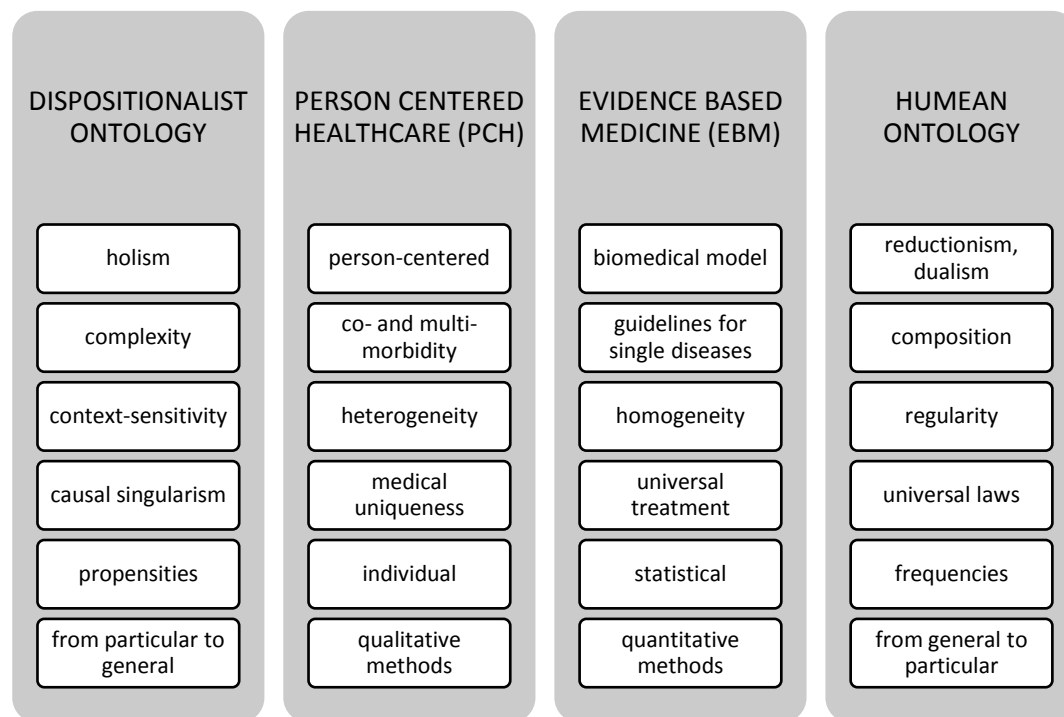 DISPOSITIONALIST
ONTOLOGY
holism
complexity
context-sensitivity
causal singularism
propensities
from particular to
general
PERSON CENTERED
HEALTHCARE (PCH)
person-centered
co- and multi-
morbidity
heterogeneity
medical
uniqueness
individual
qualitative
methods
EVIDENCE BASED
MEDICINE (EBM)
biomedical model
guidelines for
single diseases
homogeneity
universal
treatment
statistical
quantitative
methods
HUMEAN
ONTOLOGY
reductionism,
dualism
composition
regularity
universal laws
frequencies
from general to
particular